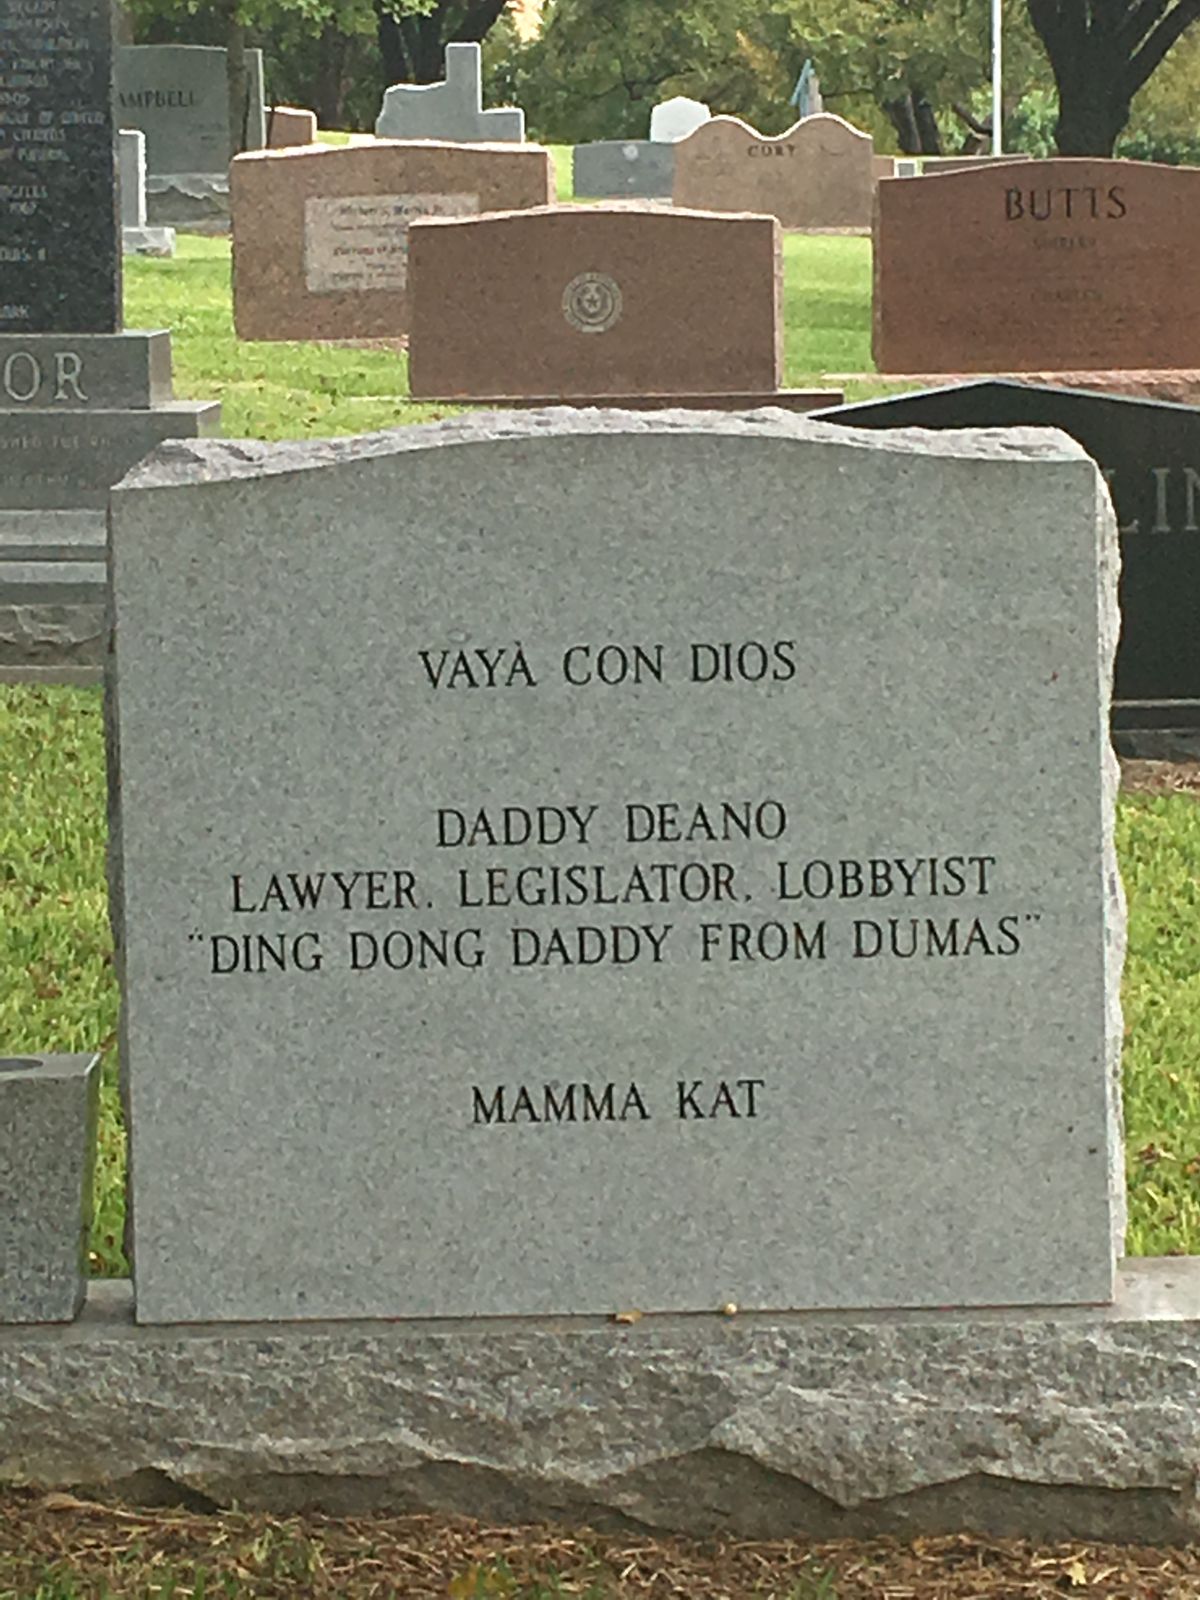 AMPBELL
CORY
BUTTS
OR
LIN
VAYÀ CON DIOS
DADDY DEANO
LAWYER, LEGISLATOR, LOBBYIST
"DING DONG DADDY FROM DUMAS"
MAMMA KAT